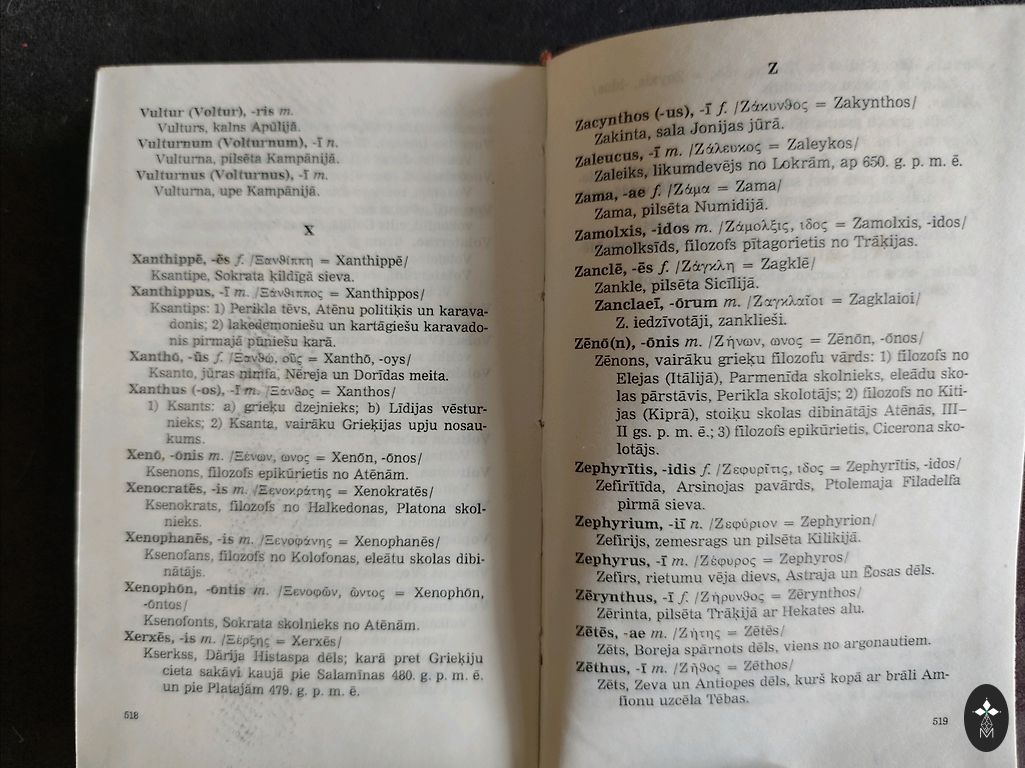 Vultur (Voltur), -ris m.
Vulturs, kalns Apūlijā.
Vulturnum (Volturnum), -ī n.
Vulturna, pilsēta Kampānijā.
Vulturnus (Volturnus), -ī m.
Vulturna, upe Kampānijā.
X
Xanthippē, -ēs f. /Ξανθίππη = Xanthippē/
Ksantipe, Sokrata ķildīgā sieva.
Xanthippus, -ī m. /Ξάνθιππος = Xanthippos/
Ksantips: 1) Perikla tēvs, Atēnu politiķis un karava-
donis; 2) lakedemoniešu un kartāgiešu karavado-
nis pirmajā pūniešu karā.
Xanthō, -ūs f. /Ξανθώ, οῦς = Xanthō, -oys/
Ksanto, jūras nimfa, Nēreja un Dorīdas meita.
Xanthus (-os), -ī m. /Ξάνθος = Xanthos/
1) Ksants: a) grieķu dzejnieks; b) Līdijas vēstur-
nieks; 2) Ksanta, vairāku Grieķijas upju nosau-
kums.
Xenō, -ōnis m. /Ξένων, ωνος = Xenōn, -ōnos/
Ksenons, filozofs epikūrietis no Atēnām.
Xenocratēs, -is m. /Ξενοκράτης = Xenokratēs/
Ksenokrats, filozofs no Halkedonas, Platona skol-
nieks.
Xenophanēs, -is m. /Ξενοφάνης = Xenophanēs/
Ksenofans, filozofs no Kolofonas, eleātu skolas dibi-
nātājs.
Xenophōn, -ōntis m. /Ξενοφῶν, ῶντος = Xenophōn,
-ōntos/
Ksenofonts, Sokrata skolnieks no Atēnām.
Xerxēs, -is m. /Ξέρξης = Xerxēs/
Kserkss, Dārija Histaspa dēls; karā pret Grieķiju
cieta sakāvi kaujā pie Salamīnas 480. g. p. m. ē.
un pie Platajām 479. g. p. m. ē.
518
Z
Zacynthos (-us), -ī f. /Ζάκυνθος = Zakynthos/
Zakinta, sala Jonijas jūrā.
Zaleucus, -ī m. /Ζάλευκος = Zaleykos/
Zaleiks, likumdevējs no Lokrām, ap 650. g. p. m. ē.
Zama, -ae f. /Ζάμα = Zama/
Zama, pilsēta Numidijā.
Zamolxis, -idos m. /Ζάμολξις, ιδος = Zamolxis, -idos/
Zamolksīds, filozofs pītagorietis no Trāķijas.
Zanclē, -ēs f. /Ζάγκλη = Zagklē/
Zankle, pilsēta Sicīlijā.
Zanclaeī, -ōrum m. /Ζαγκλαῖοι = Zagklaioi/
Z. iedzīvotāji, zanklieši.
Zēnō(n), -ōnis m. /Ζήνων, ωνος = Zēnōn, -ōnos/
Zēnons, vairāku grieķu filozofu vārds: 1) filozofs no
Elejas (Itālijā), Parmenīda skolnieks, eleādu sko-
las pārstāvis, Perikla skolotājs; 2) filozofs no Kiti-
jas (Kiprā), stoiķu skolas dibinātājs Atēnās, III—
II gs. p. m. ē.; 3) filozofs epikūrietis, Cicerona sko-
lotājs.
Zephyrītis, -idis f. /Ζεφυρῖτις, ιδος = Zephyrītis, -idos/
Zefirītīda, Arsinojas pavārds, Ptolemaja Filadelfa
pirmā sieva.
Zephyrium, -iī n. /Ζεφύριον = Zephyrion/
Zefirijs, zemesrags un pilsēta Kilikijā.
Zephyrus, -ī m. /Ζέφυρος = Zephyros/
Zefirs, rietumu vēja dievs, Astraja un Ēosas dēls.
Zērynthus, -ī f. /Ζήρυνθος = Zērynthos/
Zērinta, pilsēta Trāķijā ar Hekates alu.
Zētēs, -ae m. /Ζήτης = Zētēs/
Zēts, Boreja spārnots dēls, viens no argonautiem.
Zēthus, -ī m. /Ζῆθος = Zēthos/
Zēts, Zeva un Antiopes dēls, kurš kopā ar brāli Am-
fionu uzcēla Tēbas.
519